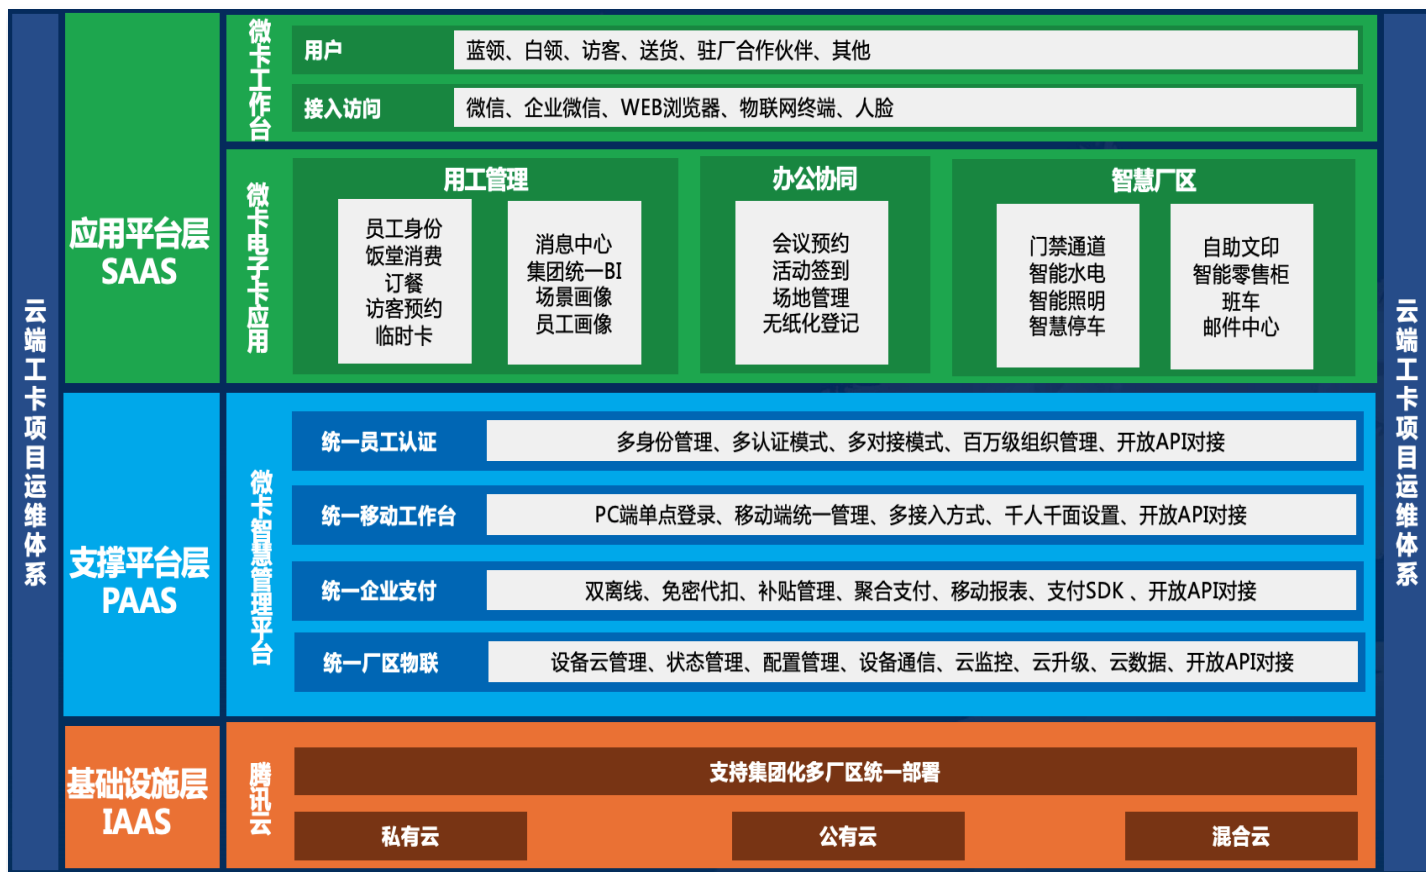 云端工卡项目运维体系
应用平台层
SAAS
微卡工作台
用户
蓝领、白领、访客、送货、驻厂合作伙伴、其他
接入访问
微信、企业微信、WEB浏览器、物联网终端、人脸
微卡电子卡应用
用工管理
员工身份
饭堂消费
订餐
访客预约
临时卡
消息中心
集团统一BI
场景画像
员工画像
办公协同
会议预约
活动签到
场地管理
无纸化登记
智慧厂区
门禁通道
智能水电
智能照明
智慧停车
自助文印
智能零售柜
班车
邮件中心
支撑平台层
PAAS
微卡智慧管理平台
统一员工认证
多身份管理、多认证模式、多对接模式、百万级组织管理、开放API对接
统一移动工作台
PC端单点登录、移动端统一管理、多接入方式、千人千面设置、开放API对接
统一企业支付
双离线、免密代扣、补贴管理、聚合支付、移动报表、支付SDK 、开放API对接
统一厂区物联
设备云管理、状态管理、配置管理、设备通信、云监控、云升级、云数据、开放API对接
基础设施层
IAAS
腾讯云
支持集团化多厂区统一部署
私有云
公有云
混合云
云端工卡项目运维体系